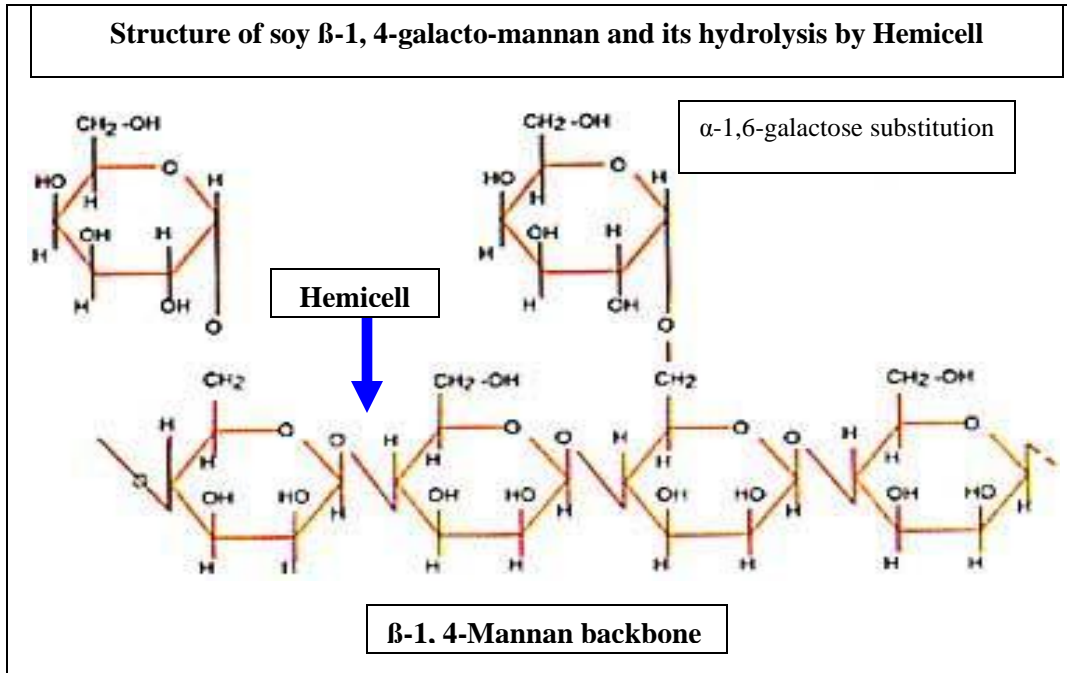 Structure of soy ß-1, 4-galacto-mannan and its hydrolysis by Hemicell
α-1,6-galactose substitution
CH₂-OH CH₂-OH
O O
HO H H HO H H
OH H OH H
H H
H OH H OH
O O
Hemicell
CH₂ CH₂-OH CH₂ CH₂-OH
H O O H O O H O O H O
H H H H
O OH HO H OH HO H OH HO H OH HO H
H H H H H H H H
ß-1, 4-Mannan backbone